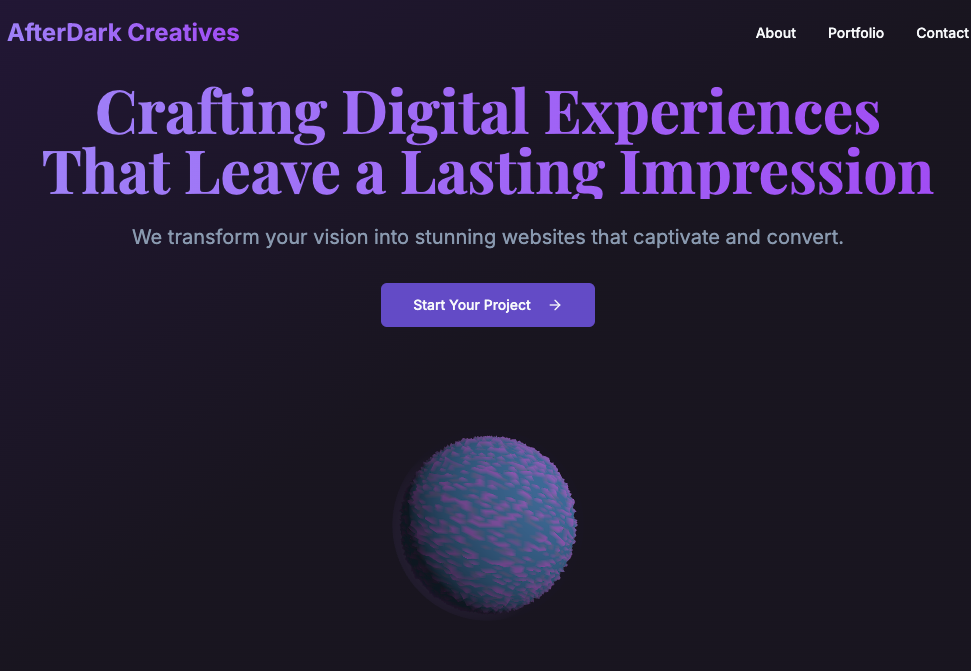 AfterDark Creatives
About
Portfolio
Contact
Crafting Digital Experiences
That Leave a Lasting Impression
We transform your vision into stunning websites that captivate and convert.
Start Your Project →